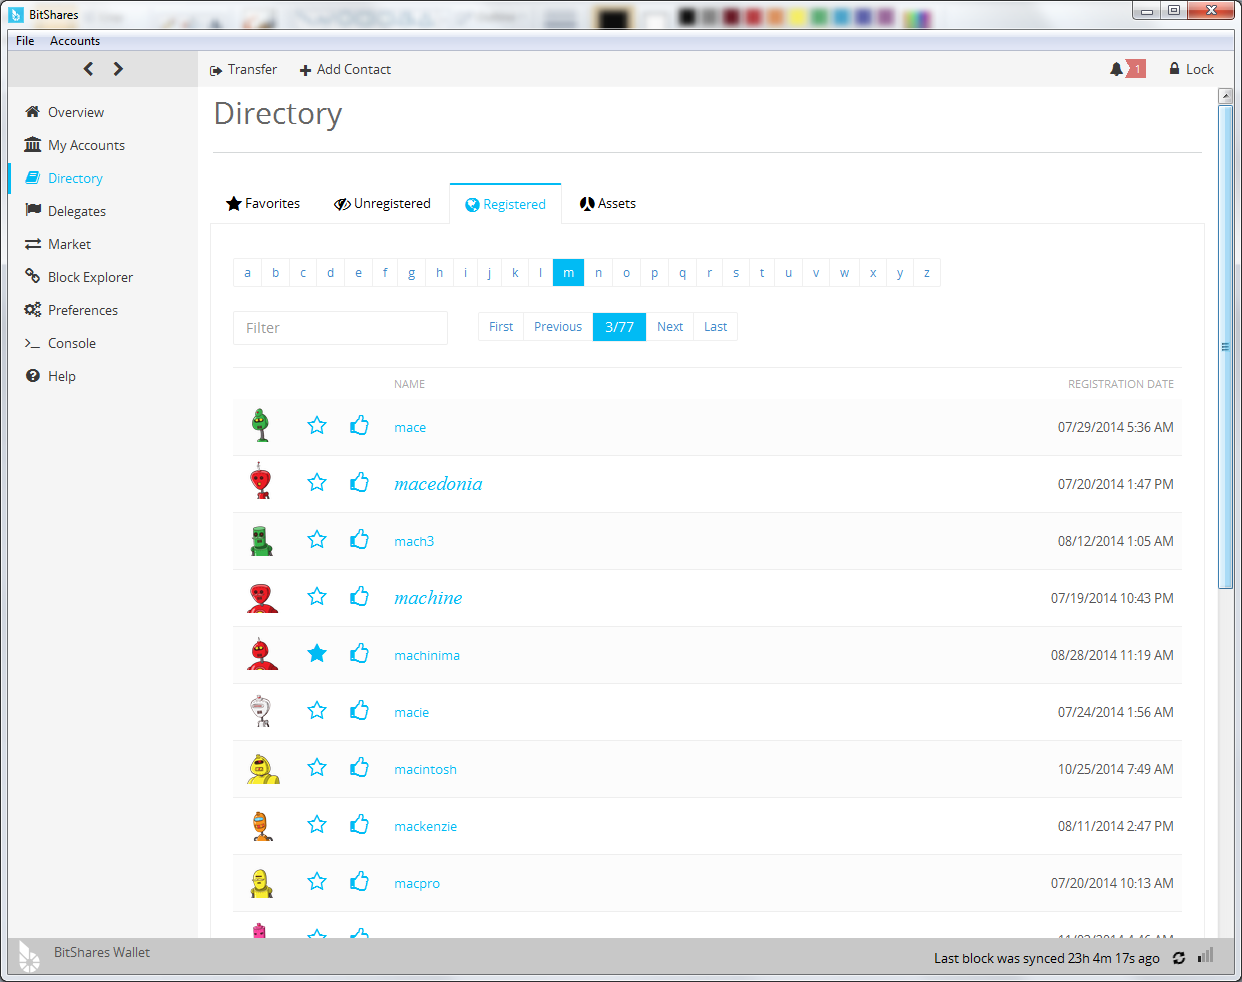 BitShares
File Accounts
Transfer Add Contact 1 Lock
Overview
My Accounts
Directory
Delegates
Market
Block Explorer
Preferences
>_ Console
Help
Directory
Favorites Unregistered Registered Assets
a b c d e f g h i j k l m n o p q r s t u v w x y z
Filter First Previous 3/77 Next Last
NAME REGISTRATION DATE
mace 07/29/2014 5:36 AM
macedonia 07/20/2014 1:47 PM
mach3 08/12/2014 1:05 AM
machine 07/19/2014 10:43 PM
machinima 08/28/2014 11:19 AM
macie 07/24/2014 1:56 AM
macintosh 10/25/2014 7:49 AM
mackenzie 08/11/2014 2:47 PM
macpro 07/20/2014 10:13 AM
BitShares Wallet Last block was synced 23h 4m 17s ago